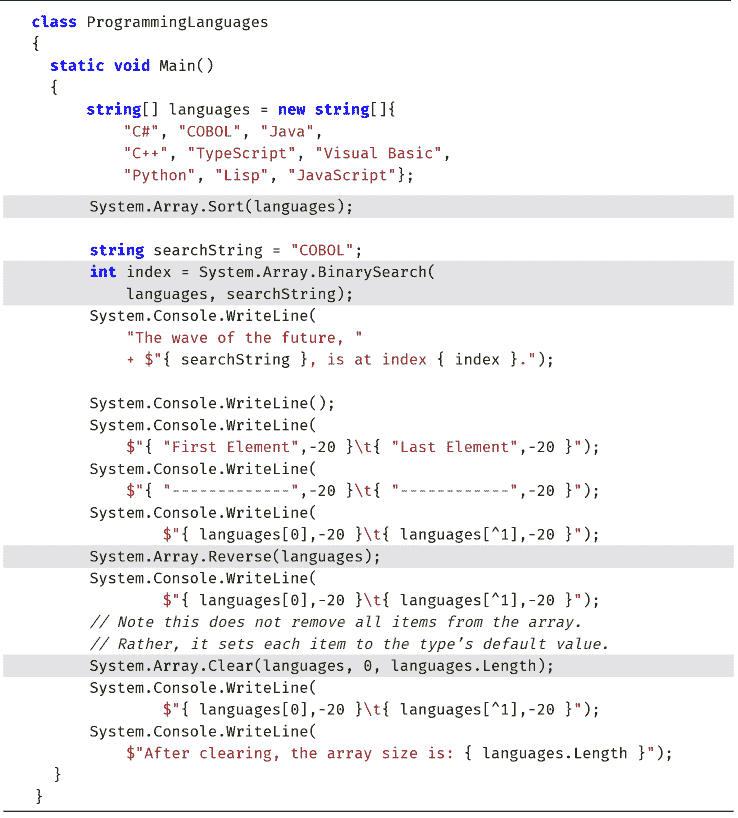 class ProgrammingLanguages
{
  static void Main()
  {
      string[] languages = new string[]{
          "C#", "COBOL", "Java",
          "C++", "TypeScript", "Visual Basic",
          "Python", "Lisp", "JavaScript"};
      System.Array.Sort(languages);

      string searchString = "COBOL";
      int index = System.Array.BinarySearch(
          languages, searchString);
      System.Console.WriteLine(
          "The wave of the future, "
          + $"{ searchString }, is at index { index }.");

      System.Console.WriteLine();
      System.Console.WriteLine(
          $"{ "First Element",-20 }\t{ "Last Element",-20 }");
      System.Console.WriteLine(
          $"{ "-------------",-20 }\t{ "------------",-20 }");
      System.Console.WriteLine(
              $"{ languages[0],-20 }\t{ languages[^1],-20 }");
      System.Array.Reverse(languages);
      System.Console.WriteLine(
              $"{ languages[0],-20 }\t{ languages[^1],-20 }");
      // Note this does not remove all items from the array.
      // Rather, it sets each item to the type’s default value.
      System.Array.Clear(languages, 0, languages.Length);
      System.Console.WriteLine(
              $"{ languages[0],-20 }\t{ languages[^1],-20 }");
      System.Console.WriteLine(
          $"After clearing, the array size is: { languages.Length }");
  }
}